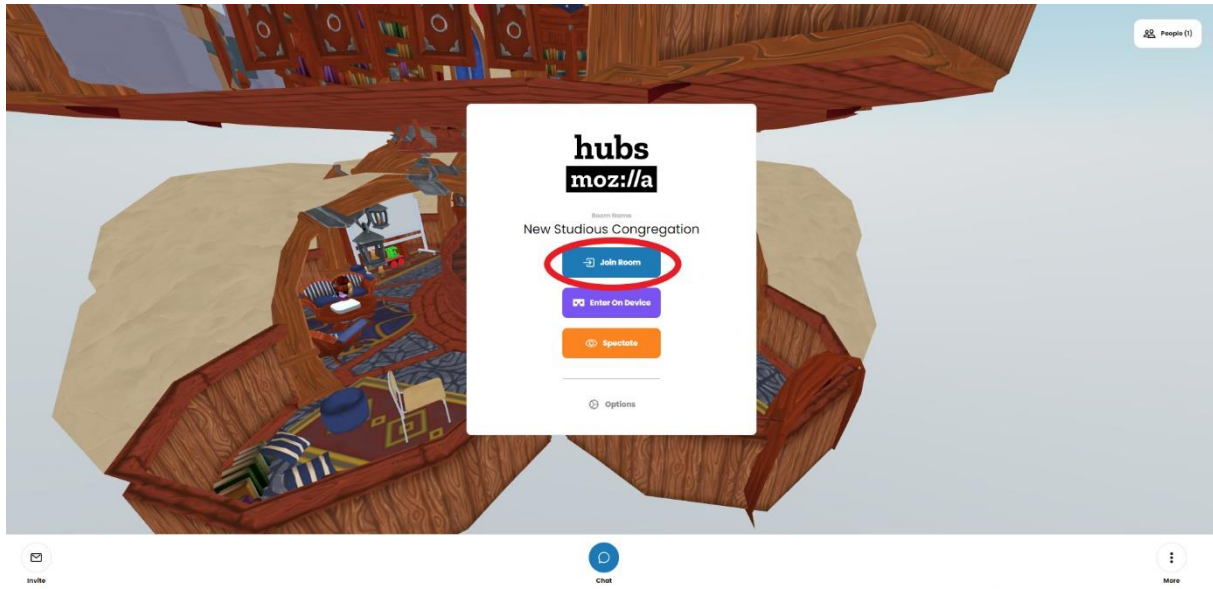 People (1)
hubs
moz://a
Room Name
New Studious Congregation
Join Room
Enter On Device
Spectate
Options
Invite
Chat
More